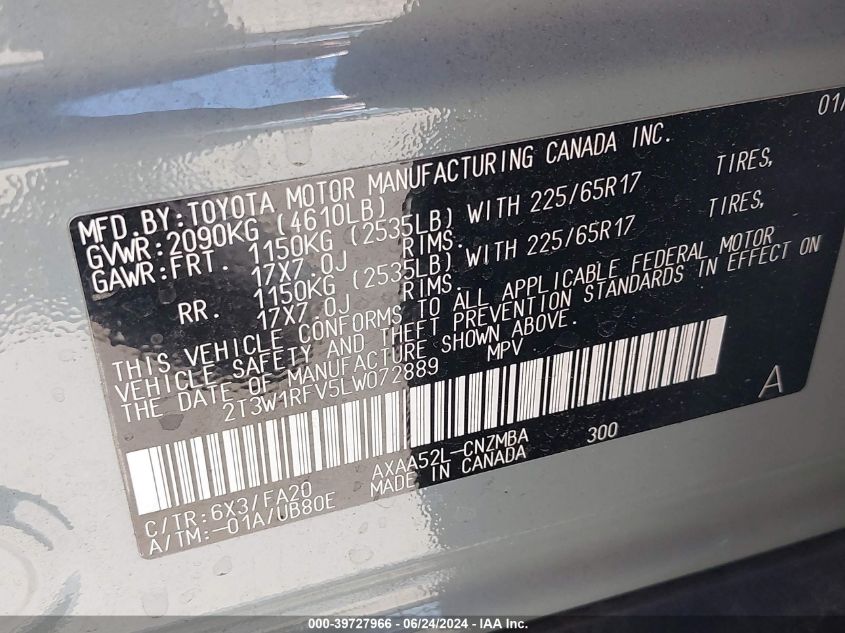 01/
MFD.BY:TOYOTA MOTOR MANUFACTURING CANADA INC.
GVWR:2090KG (4610LB)
GAWR:FRT. 1150KG (2535LB) WITH 225/65R17 TIRES,
17X7.0J RIMS.
RR. 1150KG (2535LB) WITH 225/65R17 TIRES,
17X7.0J RIMS.
THIS VEHICLE CONFORMS TO ALL APPLICABLE FEDERAL MOTOR
VEHICLE SAFETY AND THEFT PREVENTION STANDARDS IN EFFECT ON
THE DATE OF MANUFACTURE SHOWN ABOVE.
2T3W1RFV5LW072889 MPV
A
AXAA52L-CNZMBA 300
C/TR:6X3/FA20 MADE IN CANADA
A/TM:-01A/UB80E
000-39727966 - 06/24/2024 - IAA Inc.